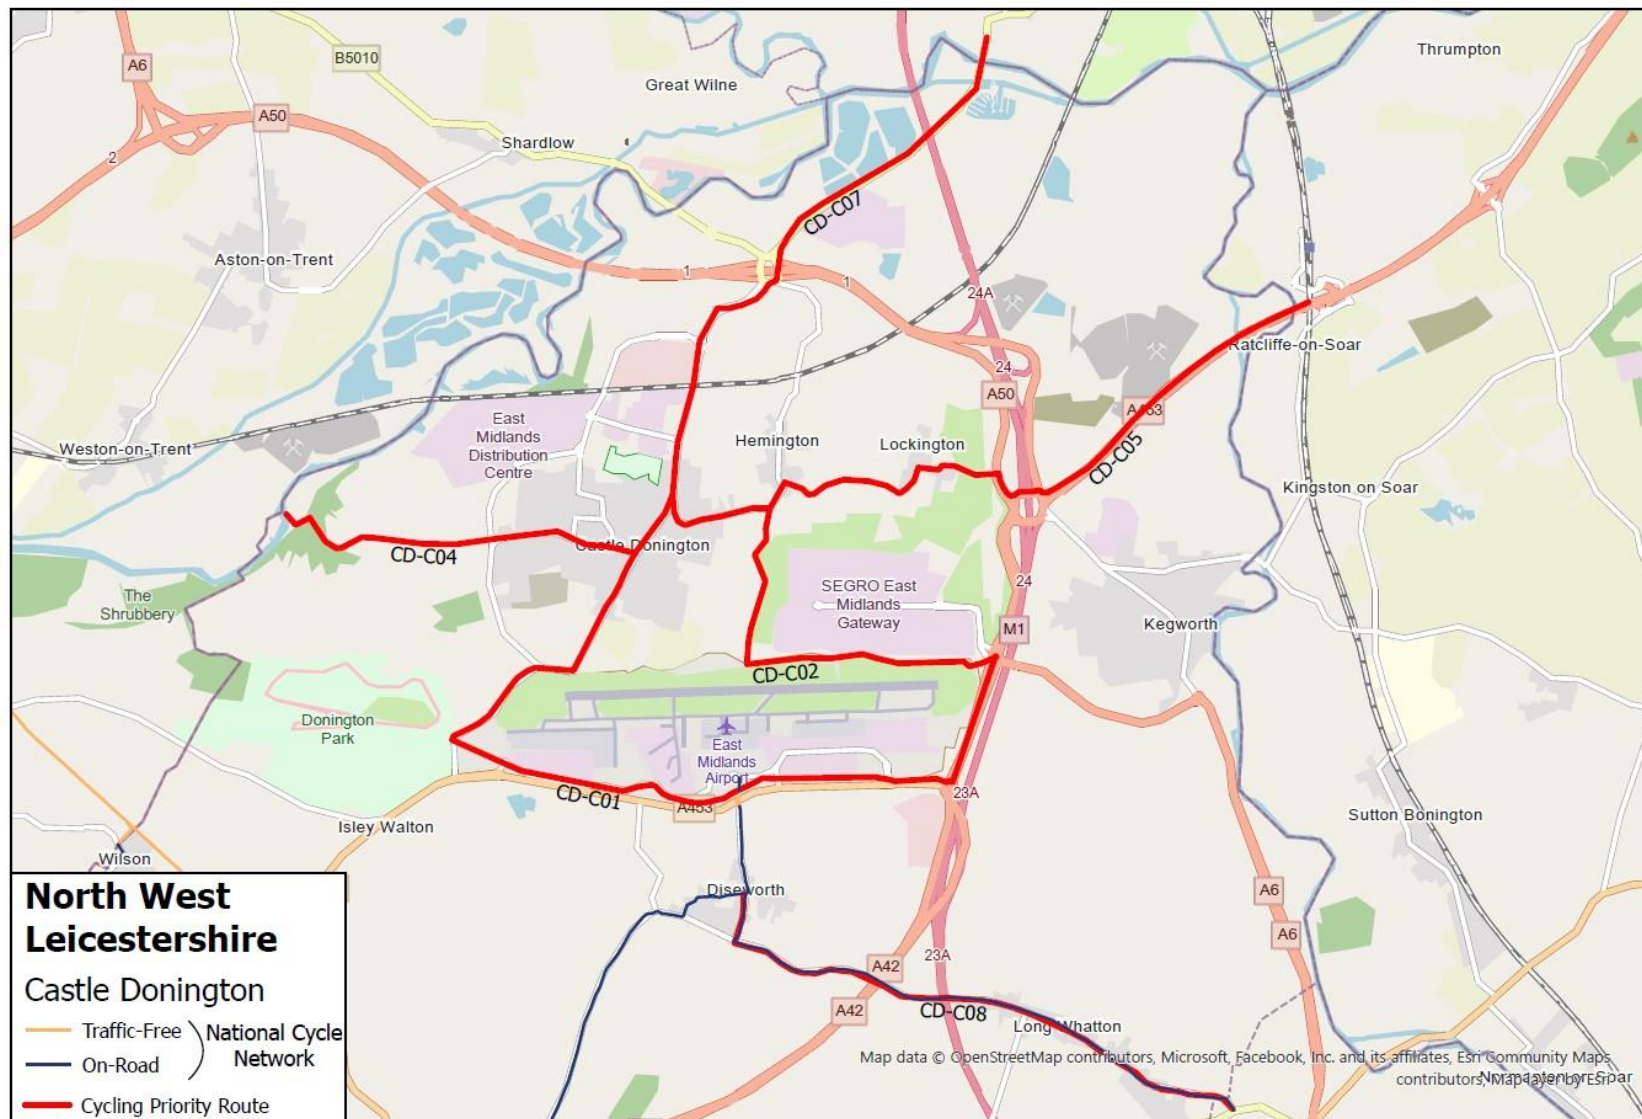 Thrumpton
A6
B5010
Great Wilne
A50
Shardlow
2
CD-C07
Aston-on-Trent
1
1
24A
Ratcliffe-on-Soar
24
A50
A453
East
Midlands
Distribution
Centre
Hemington
Lockington
Weston-on-Trent
CD-C05
Kingston on Soar
Castle Donington
CD-C04
The
Shrubbery
SEGRO East
Midlands
Gateway
24
M1
Kegworth
CD-C02
Donington
Park
East
Midlands
Airport
CD-C01
A453
23A
Isley Walton
Sutton Bonington
Wilson
Diseworth
A6
A6
23A
A42
A42
CD-C08
Long Whatton
North West
Leicestershire
Castle Donington
Traffic-Free
On-Road
National Cycle
Network
Cycling Priority Route
Map data © OpenStreetMap contributors, Microsoft, Facebook, Inc. and its affiliates, Esri Community Maps
contributors, Map layer by Esri
Normanton on Soar